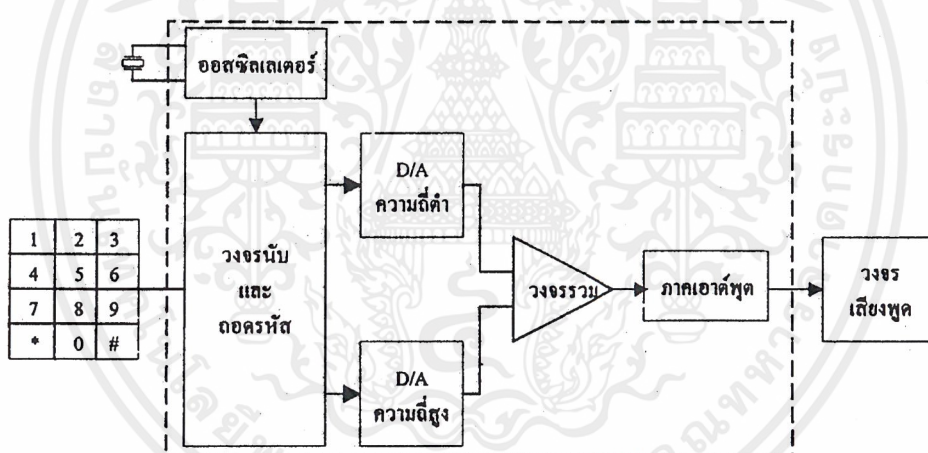 ออสซิลเลเตอร์
D/A
ความถี่ต่ำ
1 2 3
4 5 6
7 8 9
* 0 #
วงจรนับ
และ
ถอดรหัส
วงจรรวม
ภาคเอาต์พุต
วงจร
เสียงพูด
D/A
ความถี่สูง